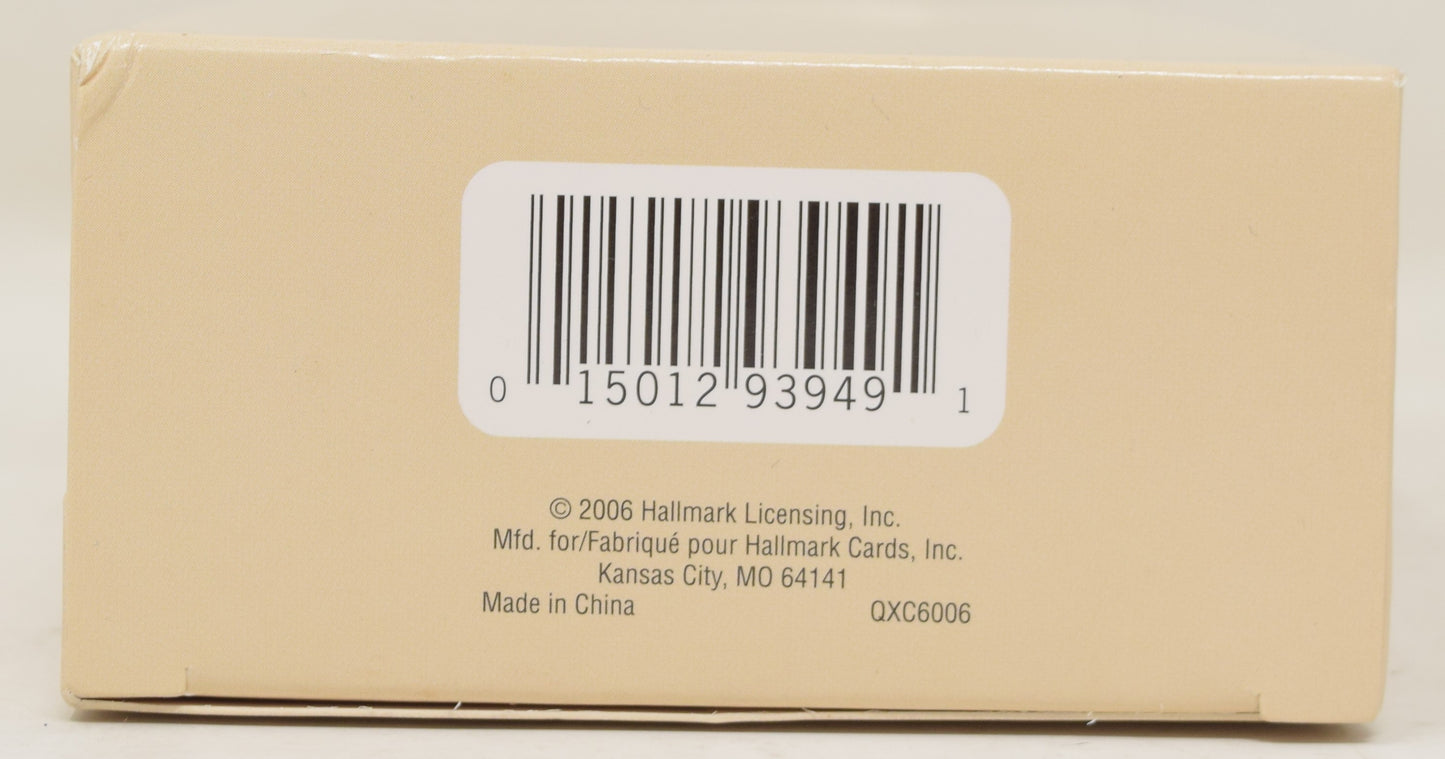 0 15012 93949 1
© 2006 Hallmark Licensing, Inc.
Mfd. for/Fabriqué pour Hallmark Cards, Inc.
Kansas City, MO 64141
Made in China QXC6006